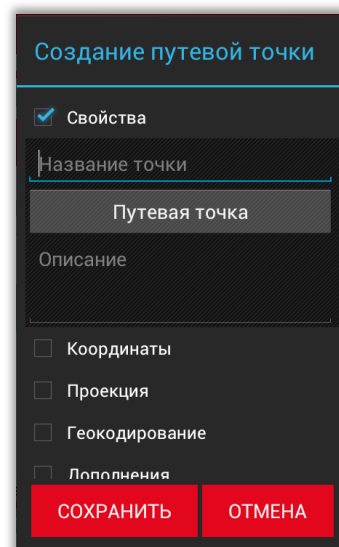 Создание путевой точки
Свойства
Название точки
Путевая точка
Описание
Координаты
Проекция
Геокодирование
Дополнения
СОХРАНИТЬ ОТМЕНА